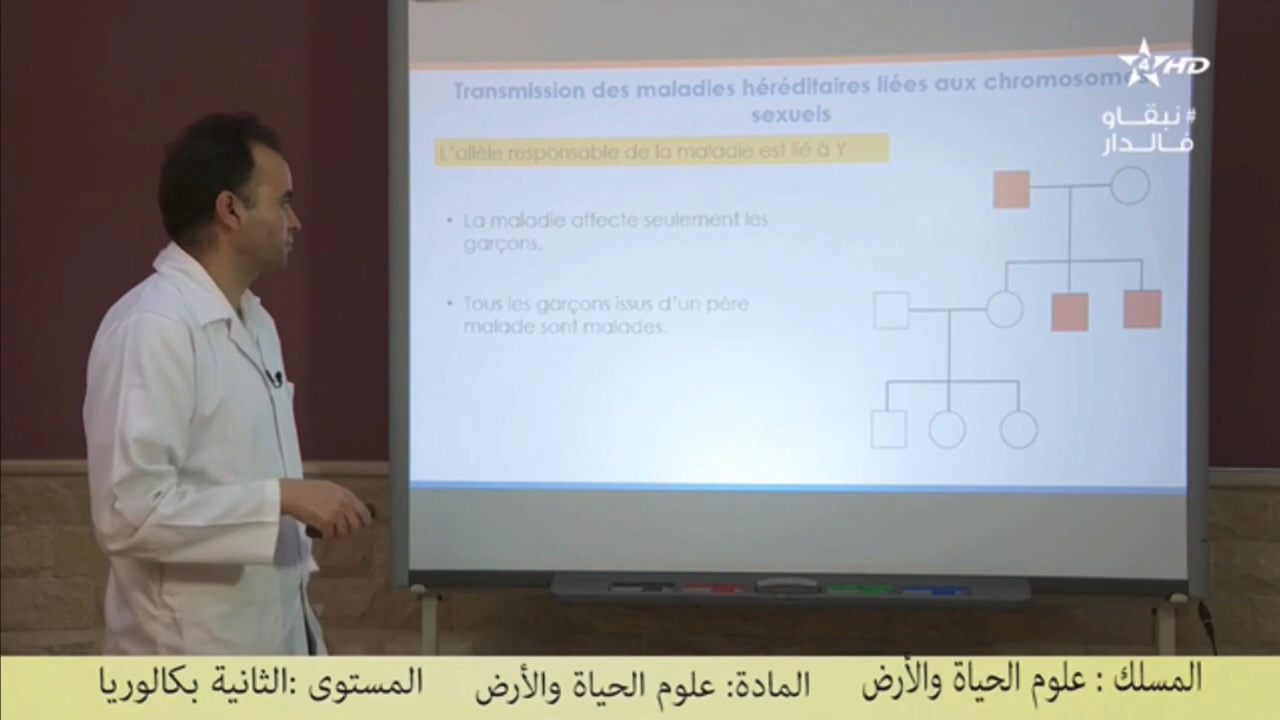 Transmission des maladies héréditaires liées aux chromosom
sexuels
4 HD
#نبقاو
فالدار
L'allèle responsable de la maladie est lié à Y
• La maladie affecte seulement les
garçons.
• Tous les garçons issus d'un père
malade sont malades.
المسلك : علوم الحياة والأرض
المادة: علوم الحياة والأرض
المستوى :الثانية بكالوريا